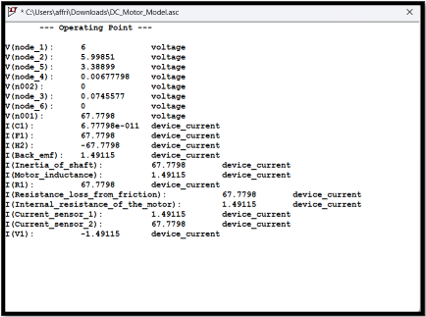 * C:\Users\affri\Downloads\DC_Motor_Model.asc
--- Operating Point ---
V(node_1): 6 voltage
V(node_2): 5.99851 voltage
V(node_5): 3.38899 voltage
V(node_4): 0.00677798 voltage
V(n002): 0 voltage
V(node_3): 0.0745577 voltage
V(node_6): 0 voltage
V(n001): 67.7798 voltage
I(C1): 6.77798e-011 device_current
I(F1): 67.7798 device_current
I(H2): -67.7798 device_current
I(Back_emf): 1.49115 device_current
I(Inertia_of_shaft): 67.7798 device_current
I(Motor_inductance): 1.49115 device_current
I(R1): 67.7798 device_current
I(Resistance_loss_from_friction): 67.7798 device_current
I(Internal_resistance_of_the_motor): 1.49115 device_current
I(Current_sensor_1): 1.49115 device_current
I(Current_sensor_2): 67.7798 device_current
I(V1): -1.49115 device_current